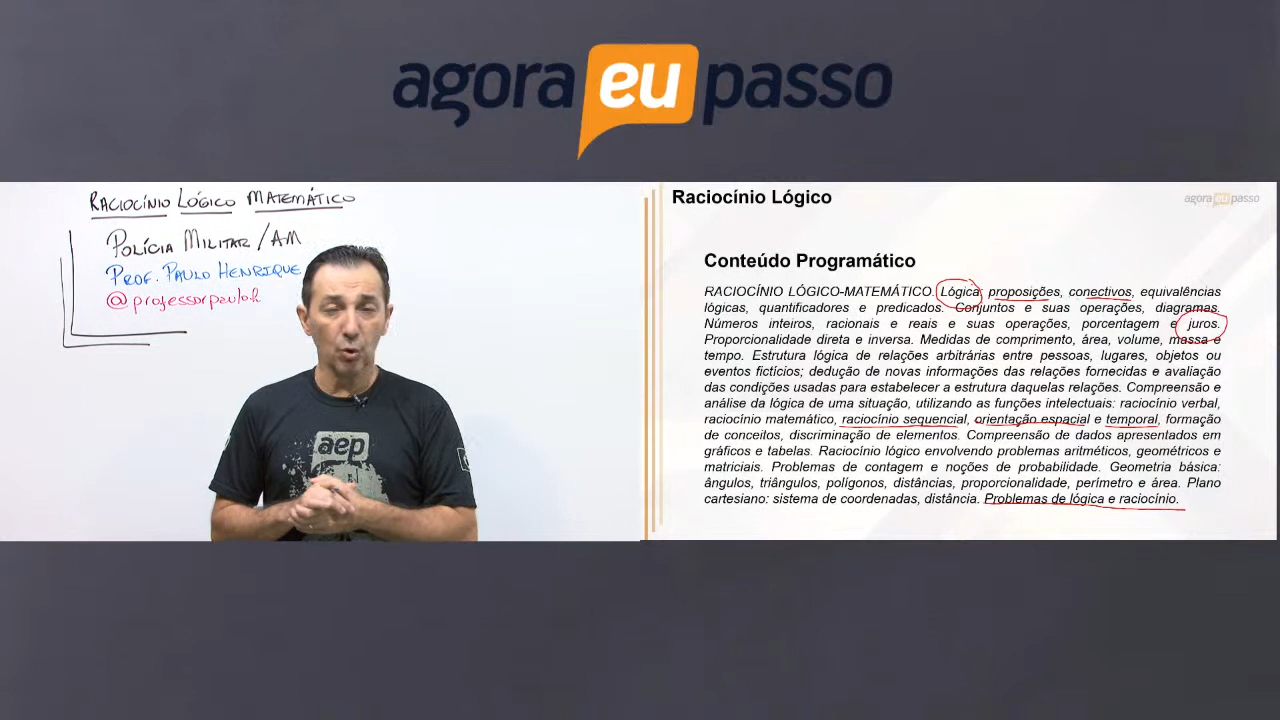 agora eu passo
RACIOCÍNIO LÓGICO MATEMÁTICO
POLÍCIA MILITAR / AM
PROF. PAULO HENRIQUE
@professorpauloh
aep
Raciocínio Lógico
agora eu passo
Conteúdo Programático
RACIOCÍNIO LÓGICO-MATEMÁTICO Lógica: proposições, conectivos, equivalências
lógicas, quantificadores e predicados. Conjuntos e suas operações, diagramas.
Números inteiros, racionais e reais e suas operações, porcentagem e juros.
Proporcionalidade direta e inversa. Medidas de comprimento, área, volume, massa e
tempo. Estrutura lógica de relações arbitrárias entre pessoas, lugares, objetos ou
eventos fictícios; dedução de novas informações das relações fornecidas e avaliação
das condições usadas para estabelecer a estrutura daquelas relações. Compreensão e
análise da lógica de uma situação, utilizando as funções intelectuais: raciocínio verbal,
raciocínio matemático, raciocínio sequencial, orientação espacial e temporal, formação
de conceitos, discriminação de elementos. Compreensão de dados apresentados em
gráficos e tabelas. Raciocínio lógico envolvendo problemas aritméticos, geométricos e
matriciais. Problemas de contagem e noções de probabilidade. Geometria básica:
ângulos, triângulos, polígonos, distâncias, proporcionalidade, perímetro e área. Plano
cartesiano: sistema de coordenadas, distância. Problemas de lógica e raciocínio.